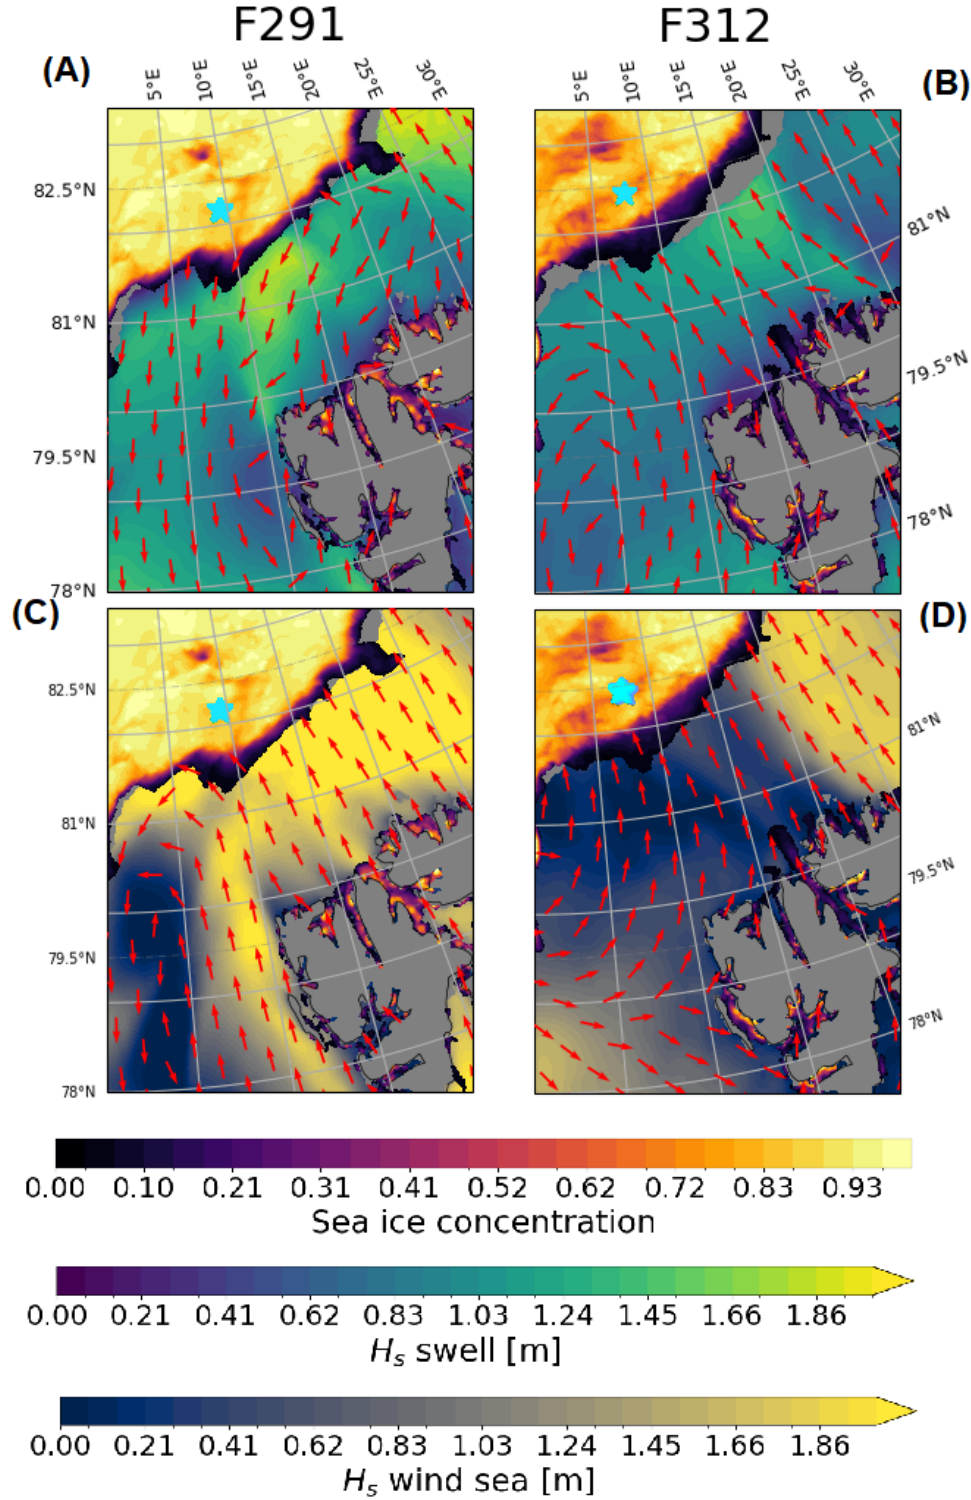 F291 F312
(A) (B)
5°E 10°E 15°E 20°E 25°E 30°E 5°E 10°E 15°E 20°E 25°E 30°E
82.5°N
81°N
81°N
79.5°N
79.5°N
78°N
78°N
(C) (D)
82.5°N
81°N
81°N
79.5°N
79.5°N
78°N
78°N
0.00 0.10 0.21 0.31 0.41 0.52 0.62 0.72 0.83 0.93
Sea ice concentration
0.00 0.21 0.41 0.62 0.83 1.03 1.24 1.45 1.66 1.86
Hs swell [m]
0.00 0.21 0.41 0.62 0.83 1.03 1.24 1.45 1.66 1.86
Hs wind sea [m]